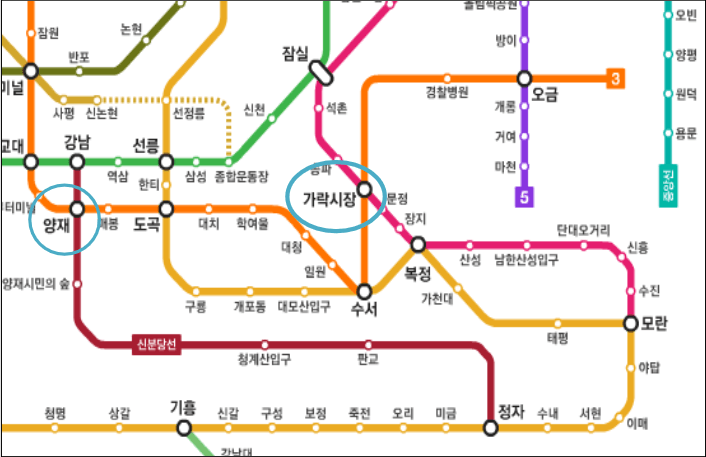 올림픽공원
오빈
잠원
논현
방이
양평
반포
잠실
미널
경찰병원
오금
3
원덕
사평
신논현
선정릉
신천
석촌
개롱
거여
용문
교대
강남
선릉
마천
역삼
삼성
종합운동장
한티
가락시장
문정
5
중앙선
터미널
양재
매봉
도곡
대치
학여울
장지
단대오거리
대청
복정
산성
남한산성입구
신흥
일원
양재시민의 숲
가천대
수진
구룡
개포동
대모산입구
수서
모란
태평
신분당선
청계산입구
판교
야탑
청명
상갈
기흥
신갈
구성
보정
죽전
오리
미금
정자
수내
서현
이매
강남대